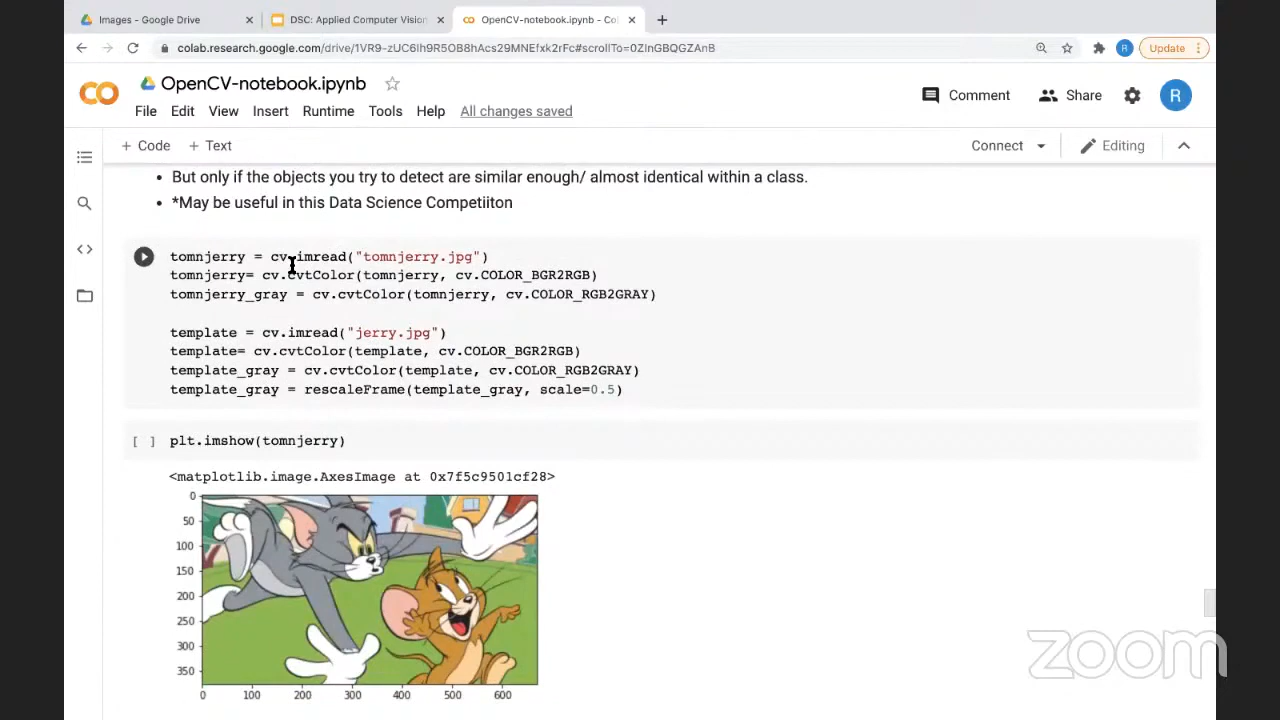 Images - Google Drive
DSC: Applied Computer Vision
OpenCV-notebook.ipynb - Col
colab.research.google.com/drive/1VR9-zUC6lh9R5OB8hAcs29MNEfxk2rFc#scrollTo=0ZlnGBQGZAnB
R
Update
OpenCV-notebook.ipynb
File Edit View Insert Runtime Tools Help All changes saved
Comment
Share
R
+ Code + Text
Connect
Editing
• But only if the objects you try to detect are similar enough/ almost identical within a class.
• *May be useful in this Data Science Competiiton
tomnjerry = cv.imread("tomnjerry.jpg")
tomnjerry= cv.cvtColor(tomnjerry, cv.COLOR_BGR2RGB)
tomnjerry_gray = cv.cvtColor(tomnjerry, cv.COLOR_RGB2GRAY)
template = cv.imread("jerry.jpg")
template= cv.cvtColor(template, cv.COLOR_BGR2RGB)
template_gray = cv.cvtColor(template, cv.COLOR_RGB2GRAY)
template_gray = rescaleFrame(template_gray, scale=0.5)
[ ] plt.imshow(tomnjerry)
<matplotlib.image.AxesImage at 0x7f5c9501cf28>
0
50
100
150
200
250
300
350
0 100 200 300 400 500 600
zoom